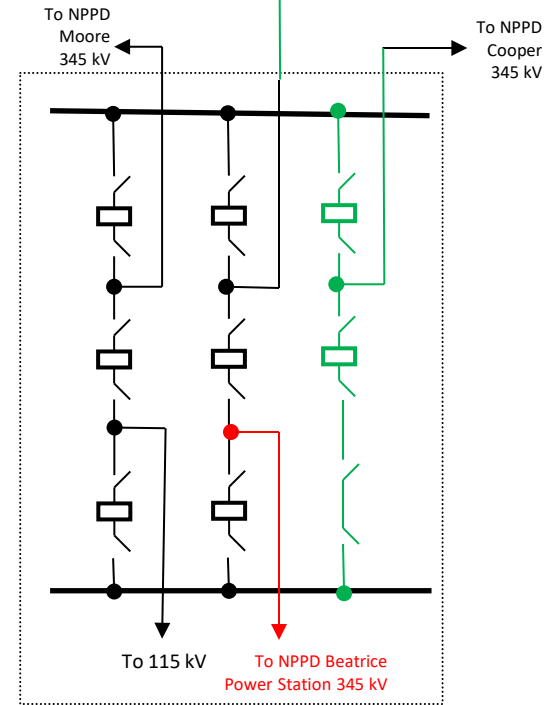 To NPPD
Moore
345 kV
To NPPD
Cooper
345 kV
To 115 kV
To NPPD Beatrice
Power Station 345 kV